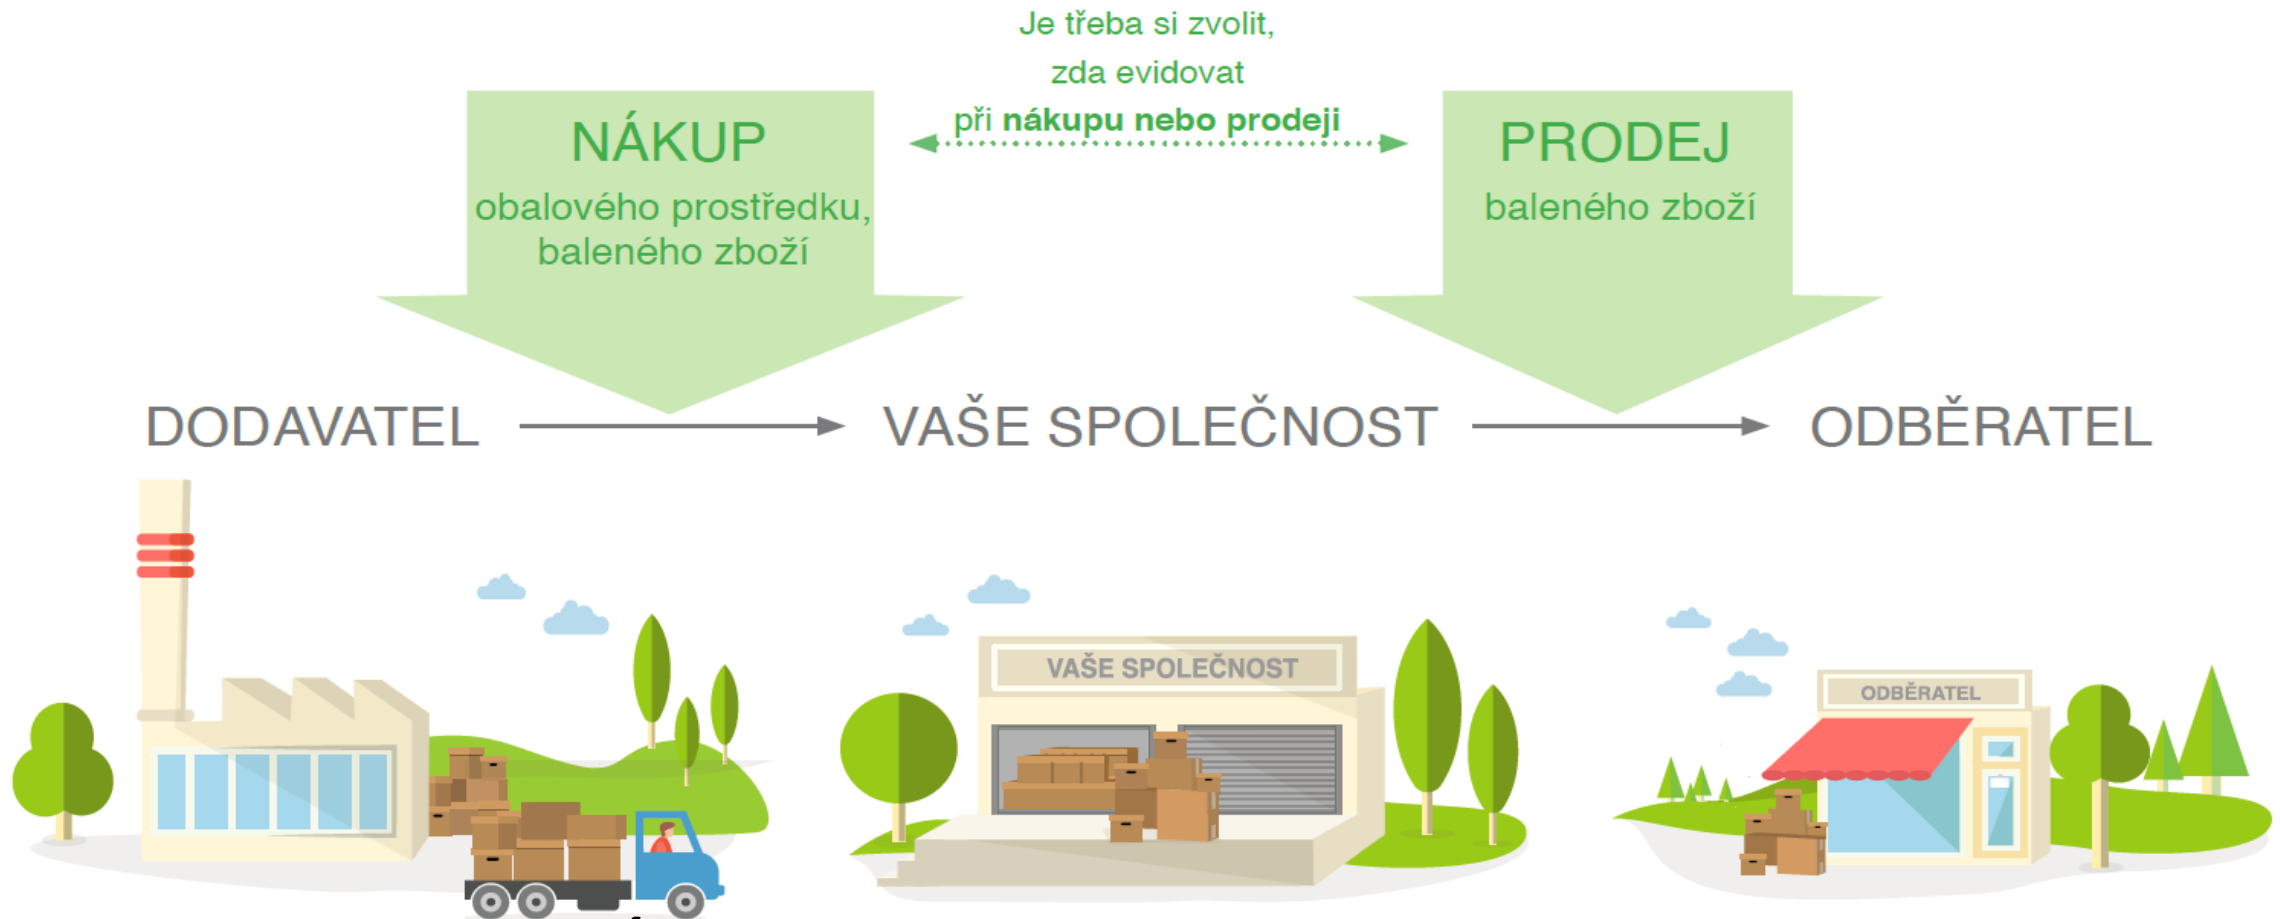 Je třeba si zvolit,
zda evidovat
při nákupu nebo prodeji
NÁKUP
obalového prostředku,
baleného zboží
PRODEJ
baleného zboží
DODAVATEL
VAŠE SPOLEČNOST
ODBĚRATEL
VAŠE SPOLEČNOST
ODBĚRATEL